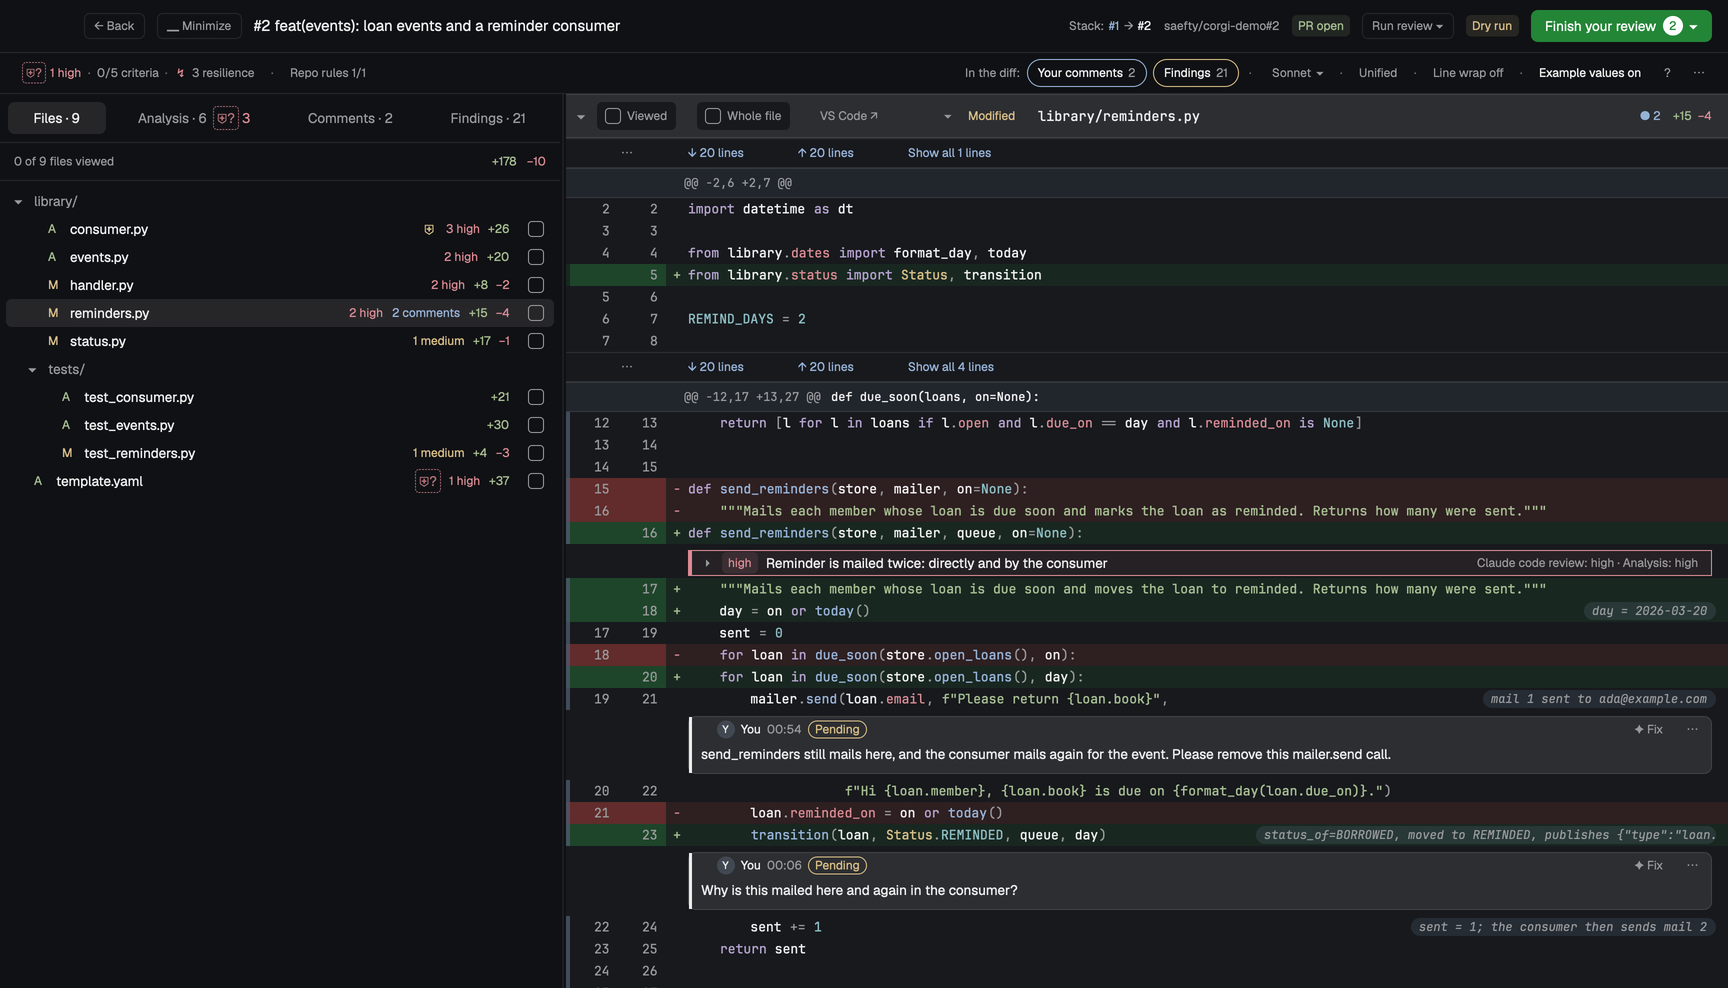 ← Back
Minimize
#2 feat(events): loan events and a reminder consumer
Stack: #1 → #2 saefty/corgi-demo#2 PR open
Run review
Dry run
Finish your review 2
1 high · 0/5 criteria · 3 resilience · Repo rules 1/1
In the diff: Your comments 2 Findings 21 · Sonnet · Unified · Line wrap off · Example values on ? ···
Files · 9
Analysis · 6 3
Comments · 2
Findings · 21
0 of 9 files viewed +178 −10
library/
A consumer.py 3 high +26
A events.py 2 high +20
M handler.py 2 high +8 −2
M reminders.py 2 high 2 comments +15 −4
M status.py 1 medium +17 −1
tests/
A test_consumer.py +21
A test_events.py +30
M test_reminders.py 1 medium +4 −3
A template.yaml ? 1 high +37
Viewed Whole file VS Code ↗ Modified library/reminders.py 2 +15 −4
··· ↓ 20 lines ↑ 20 lines Show all 1 lines
@@ -2,6 +2,7 @@
2 2 import datetime as dt
3 3
4 4 from library.dates import format_day, today
5 + from library.status import Status, transition
5 6
6 7 REMIND_DAYS = 2
7 8
··· ↓ 20 lines ↑ 20 lines Show all 4 lines
@@ -12,17 +13,27 @@ def due_soon(loans, on=None):
12 13 return [l for l in loans if l.open and l.due_on == day and l.reminded_on is None]
13 14
14 15
15 - def send_reminders(store, mailer, on=None):
16 - """Mails each member whose loan is due soon and marks the loan as reminded. Returns how many were sent."""
16 + def send_reminders(store, mailer, queue, on=None):
high Reminder is mailed twice: directly and by the consumer Claude code review: high · Analysis: high
17 + """Mails each member whose loan is due soon and moves the loan to reminded. Returns how many were sent."""
18 + day = on or today() day = 2026-03-20
17 19 sent = 0
18 - for loan in due_soon(store.open_loans(), on):
20 + for loan in due_soon(store.open_loans(), day):
19 21 mailer.send(loan.email, f"Please return {loan.book}", mail 1 sent to ada@example.com
Y You 00:54 Pending Fix ···
send_reminders still mails here, and the consumer mails again for the event. Please remove this mailer.send call.
20 22 f"Hi {loan.member}, {loan.book} is due on {format_day(loan.due_on)}.")
21 - loan.reminded_on = on or today()
23 + transition(loan, Status.REMINDED, queue, day) status_of=BORROWED, moved to REMINDED, publishes {"type":"loan.
Y You 00:06 Pending Fix ···
Why is this mailed here and again in the consumer?
22 24 sent += 1 sent = 1; the consumer then sends mail 2
23 25 return sent
24 26